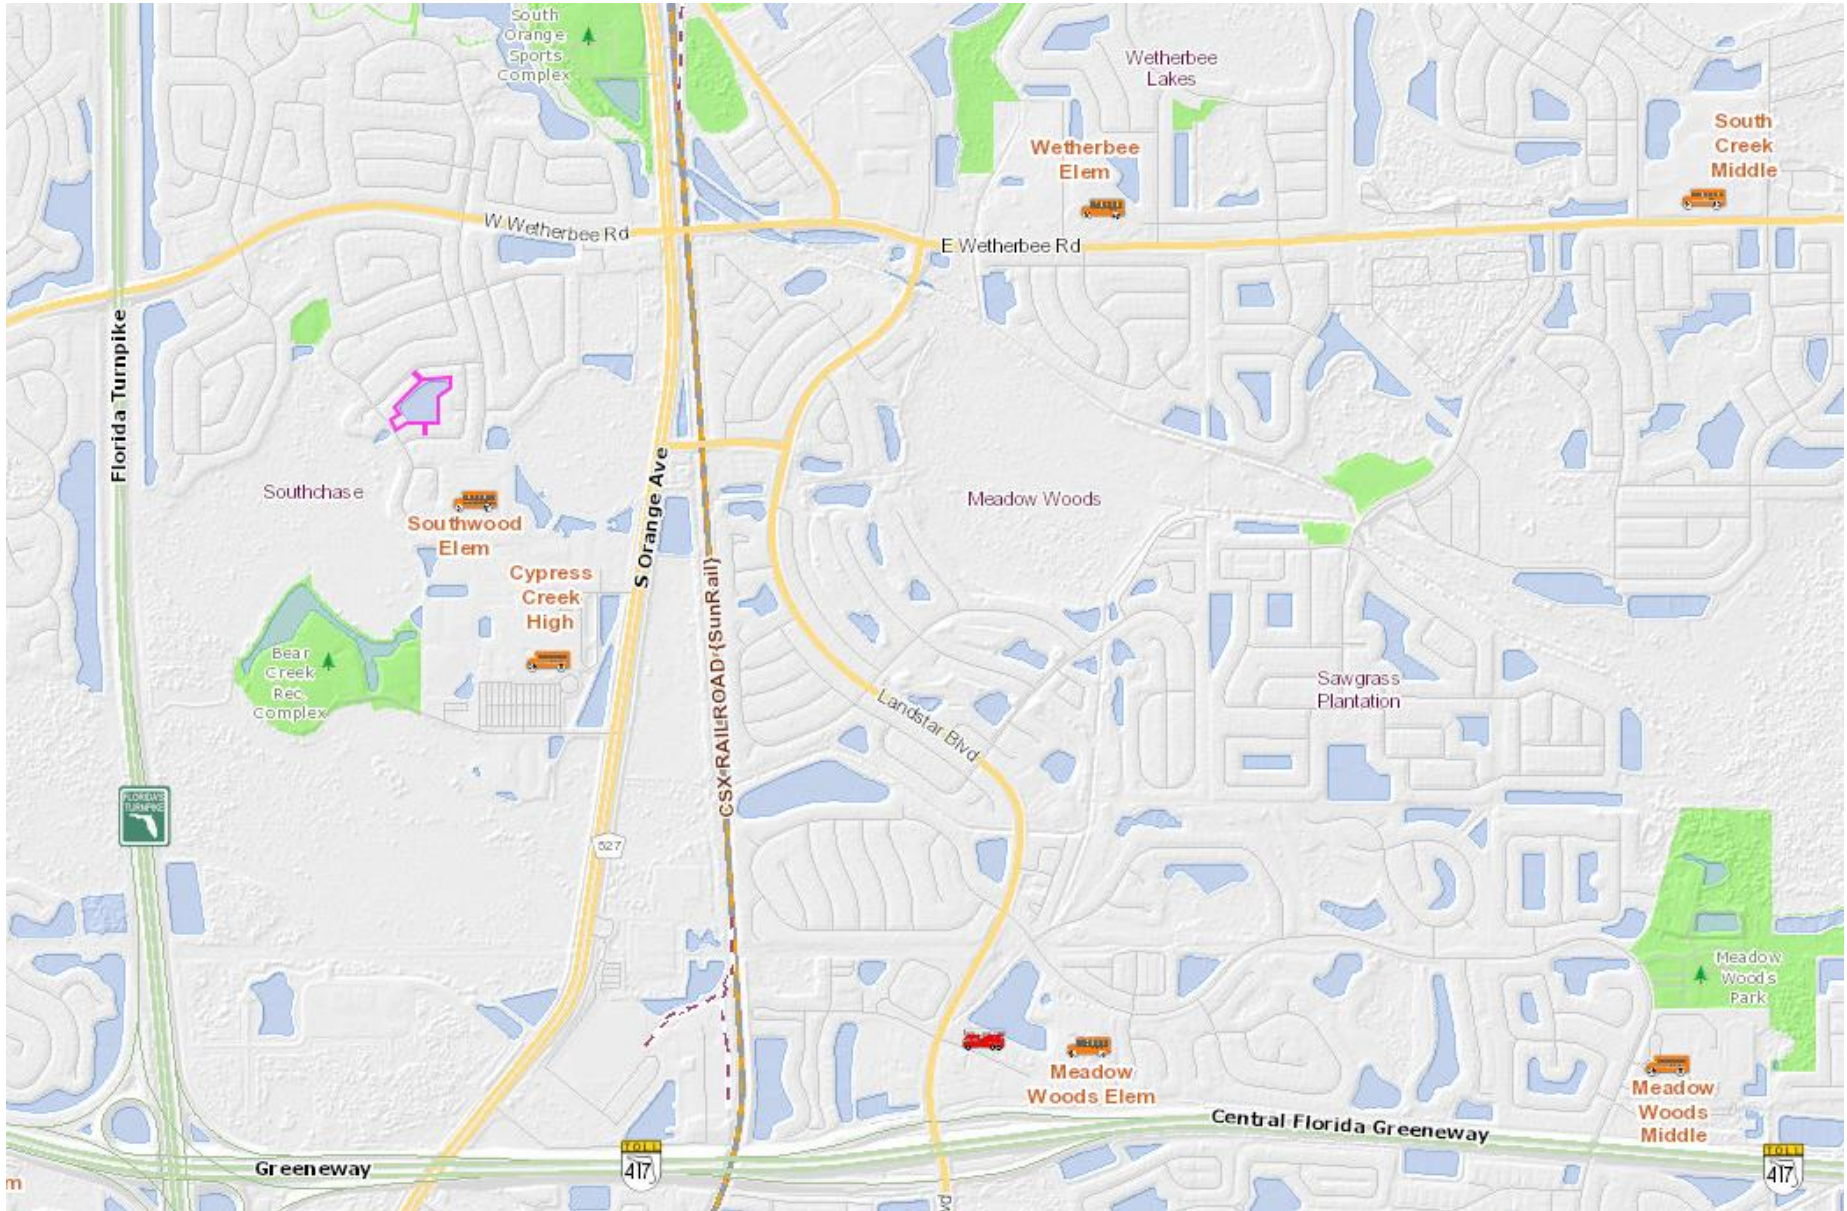 South
Orange
Sports
Complex
Wetherbee
Lakes
South
Creek
Middle
Wetherbee
Elem
W Wetherbee Rd
E Wetherbee Rd
Florida Turnpike
S Orange Ave
Southchase
Meadow Woods
Southwood
Elem
Cypress
Creek
High
CSX RAILROAD {SunRail}
Bear
Creek
Rec.
Complex
Sawgrass
Plantation
Landstar Blvd
FLORIDA'S
TURNPIKE
527
Meadow
Woods
Park
Meadow
Woods Elem
Meadow
Woods
Middle
Central Florida Greeneway
Greeneway
TOLL
417
TOLL
417
m